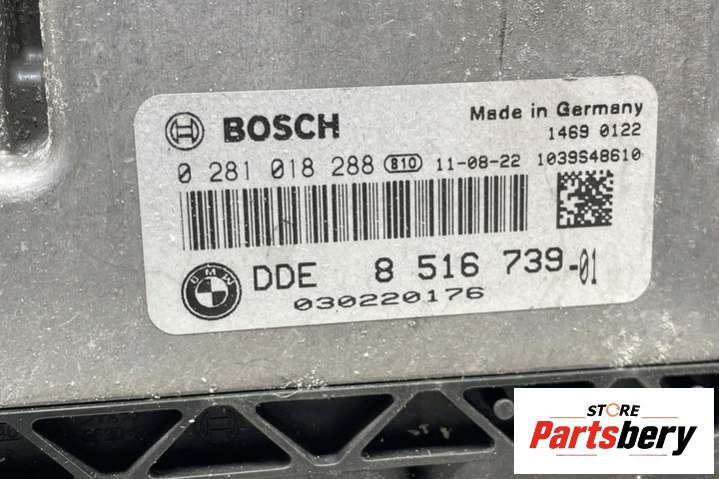 BOSCH
Made in Germany
1469 0122
0 281 018 288 810 11-08-22 1039S48610
BMW
DDE 8 516 739-01
030220176
STORE
Partsbery